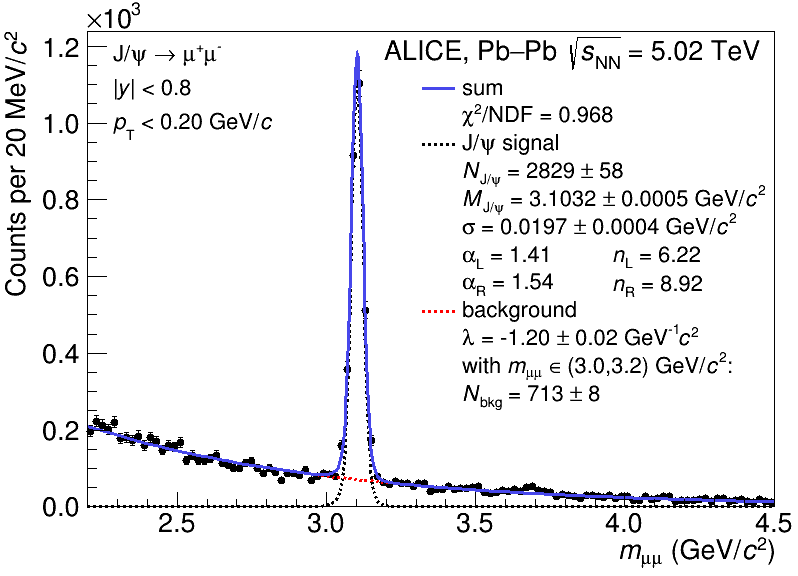 ×10³
J/ψ → μ⁺μ⁻
|y| < 0.8
p_T < 0.20 GeV/c
ALICE, Pb–Pb √s_NN = 5.02 TeV
sum
χ²/NDF = 0.968
J/ψ signal
N_J/ψ = 2829 ± 58
M_J/ψ = 3.1032 ± 0.0005 GeV/c²
σ = 0.0197 ± 0.0004 GeV/c²
α_L = 1.41 n_L = 6.22
α_R = 1.54 n_R = 8.92
background
λ = -1.20 ± 0.02 GeV⁻¹c²
with m_μμ ∈ (3.0,3.2) GeV/c²:
N_bkg = 713 ± 8
Counts per 20 MeV/c²
1.2
1.0
0.8
0.6
0.4
0.2
0.0
2.5 3.0 3.5 4.0 4.5
m_μμ (GeV/c²)